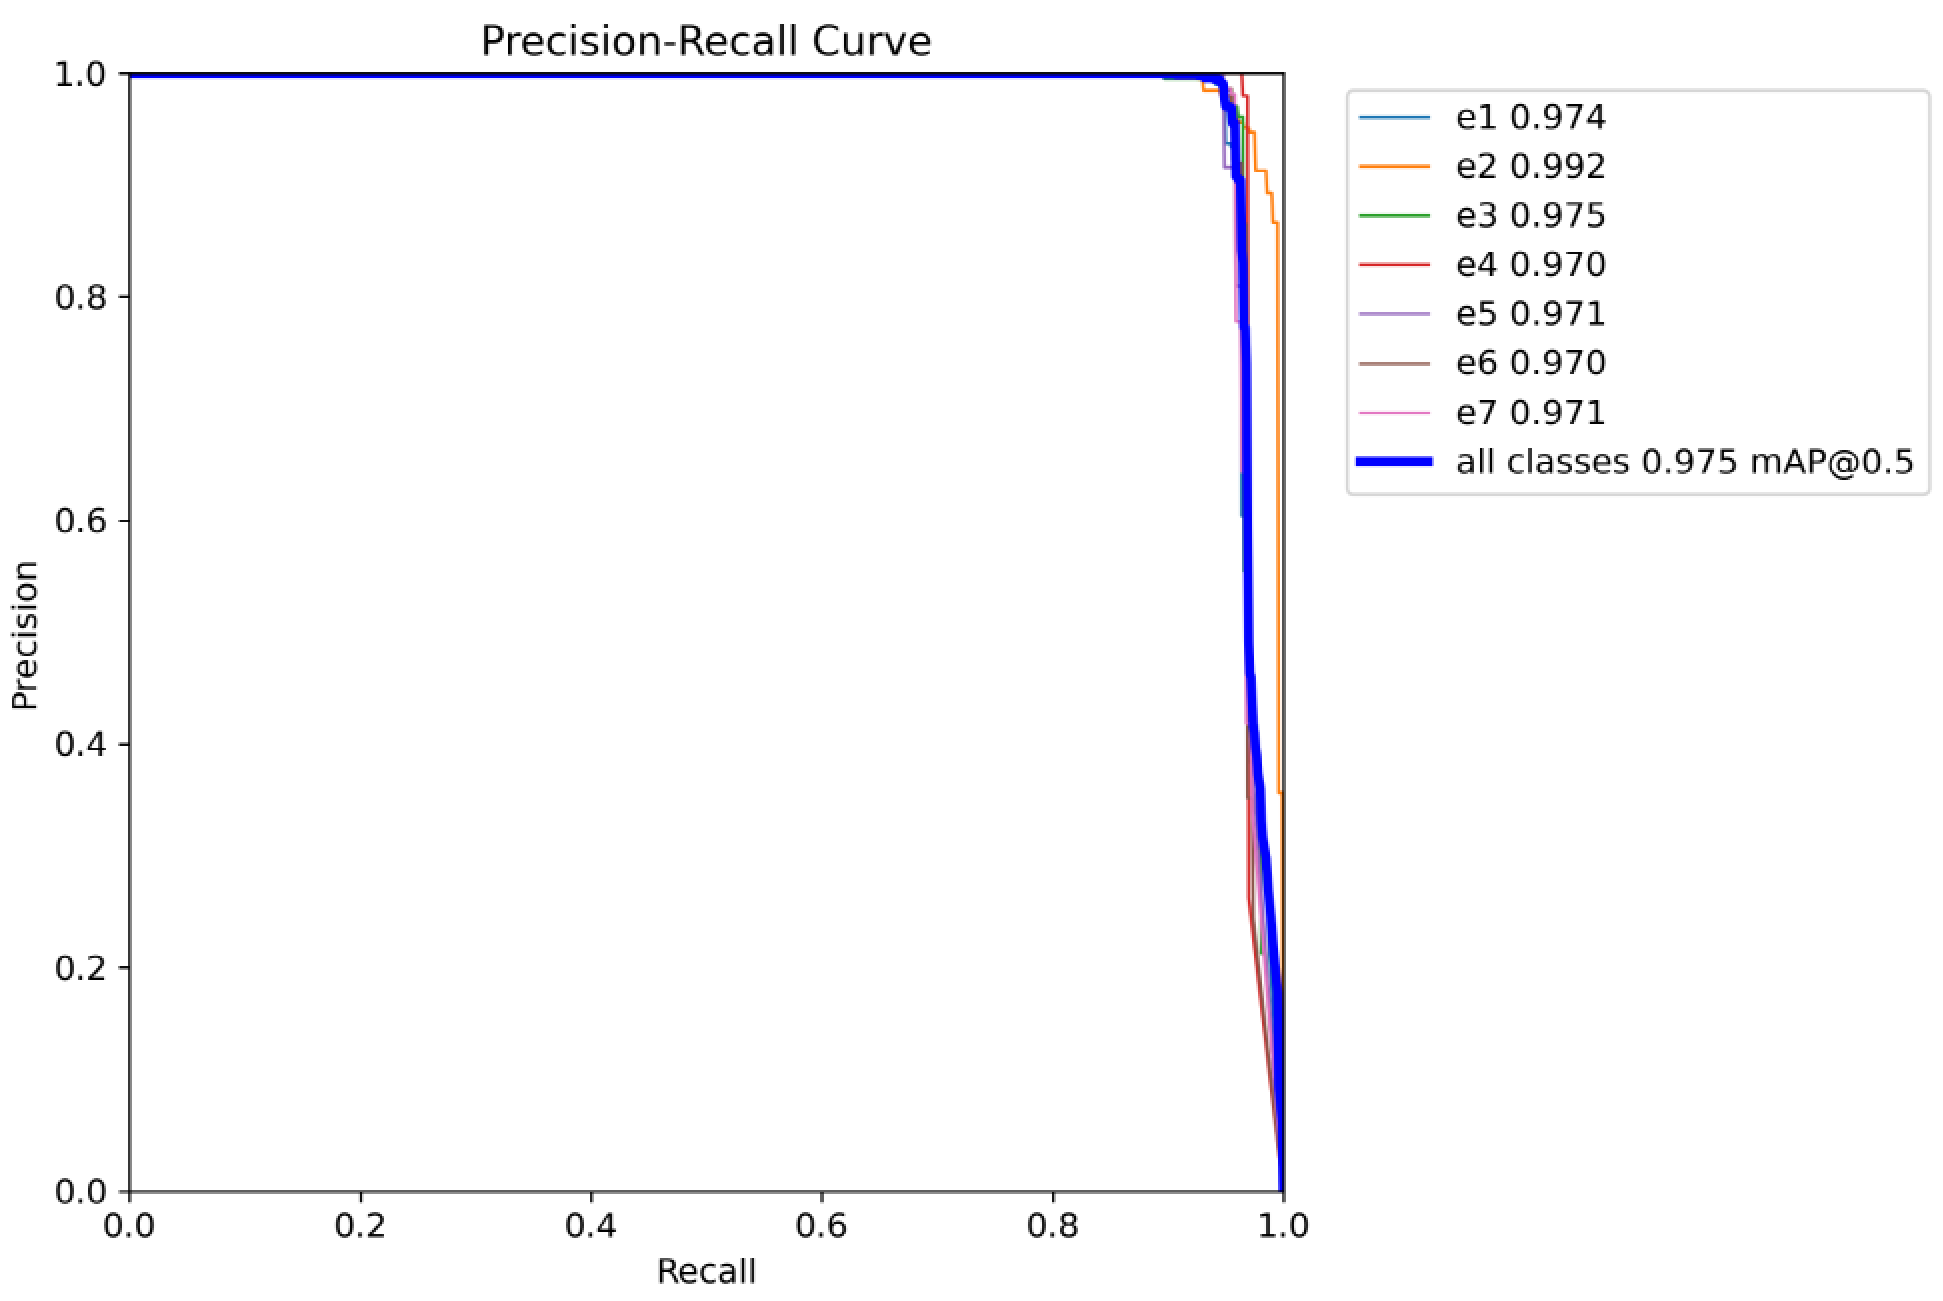 Precision-Recall Curve
1.0
0.8
0.6
0.4
0.2
0.0
Precision
0.0 0.2 0.4 0.6 0.8 1.0
Recall
e1 0.974
e2 0.992
e3 0.975
e4 0.970
e5 0.971
e6 0.970
e7 0.971
all classes 0.975 mAP@0.5